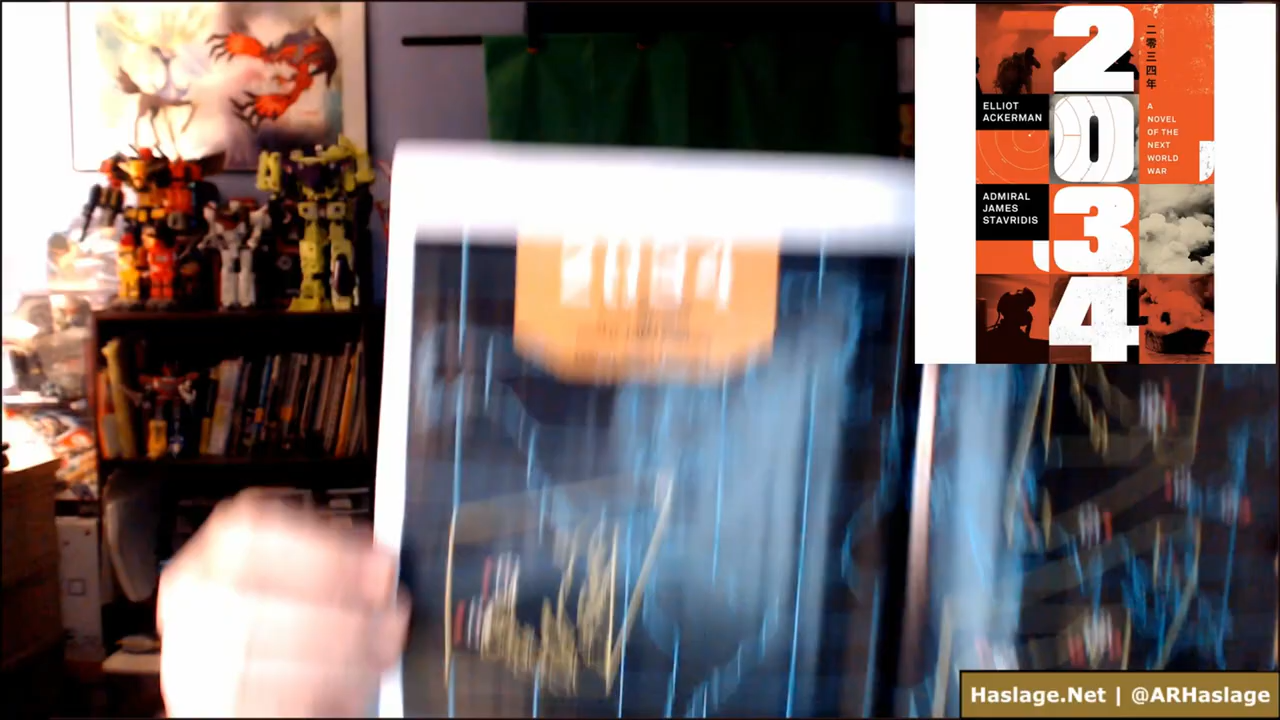 2
0
3
4
二零三四年
ELLIOT
ACKERMAN
A
NOVEL
OF THE
NEXT
WORLD
WAR
ADMIRAL
JAMES
STAVRIDIS
Haslage.Net | @ARHaslage